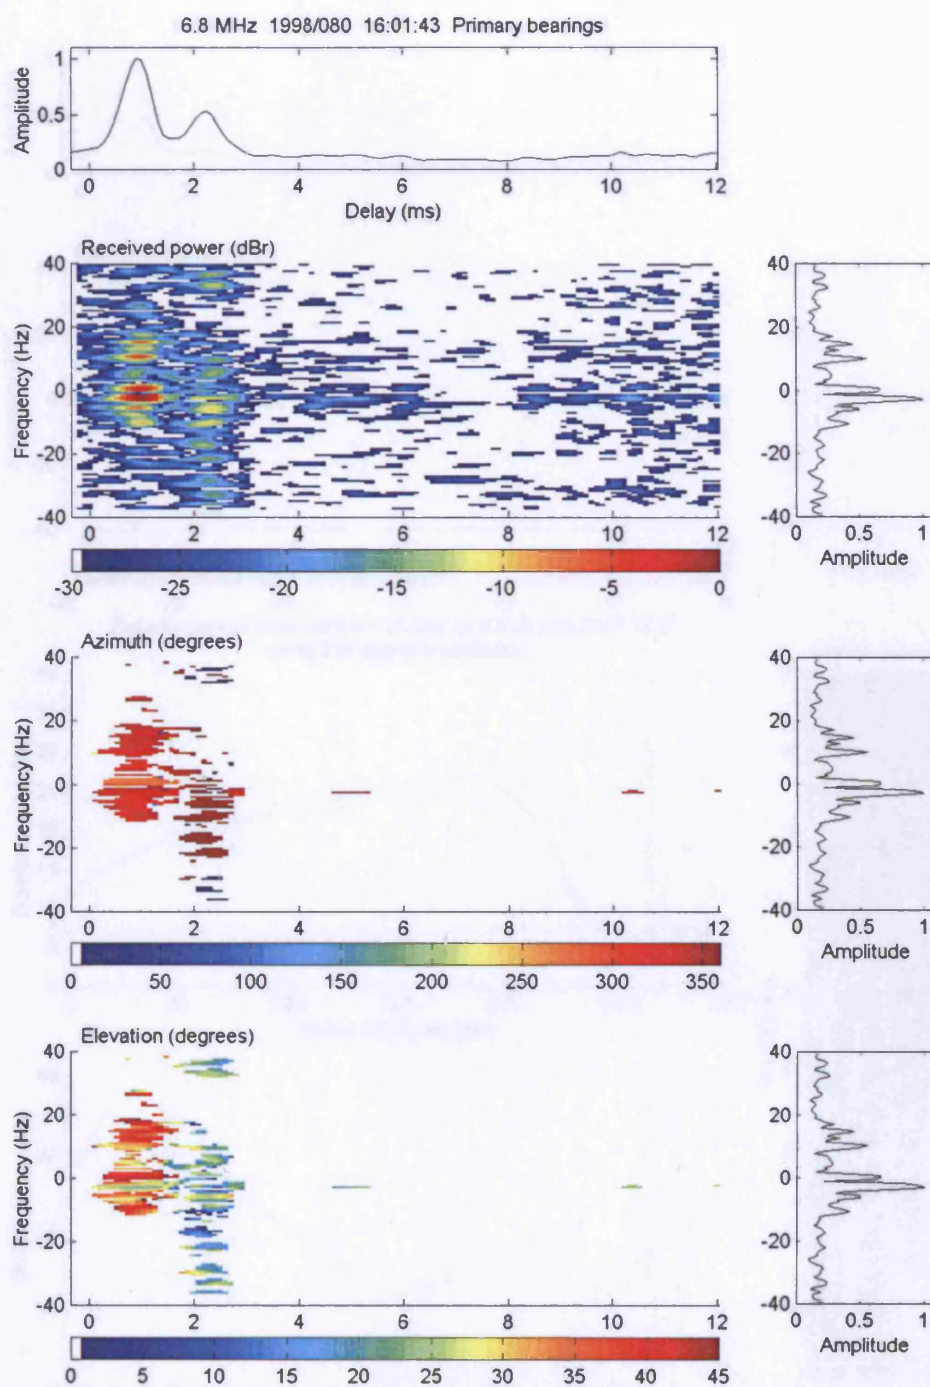 6.8 MHz 1998/080 16:01:43 Primary bearings
Amplitude
1
0.5
0
0 2 4 6 8 10 12
Delay (ms)
Received power (dBr)
Frequency (Hz)
40
20
0
-20
-40
0 2 4 6 8 10 12
-30 -25 -20 -15 -10 -5 0
40
20
0
-20
-40
0 0.5 1
Amplitude
Azimuth (degrees)
Frequency (Hz)
40
20
0
-20
-40
0 2 4 6 8 10 12
0 50 100 150 200 250 300 350
40
20
0
-20
-40
0 0.5 1
Amplitude
Elevation (degrees)
Frequency (Hz)
40
20
0
-20
-40
0 2 4 6 8 10 12
0 5 10 15 20 25 30 35 40 45
40
20
0
-20
-40
0 0.5 1
Amplitude